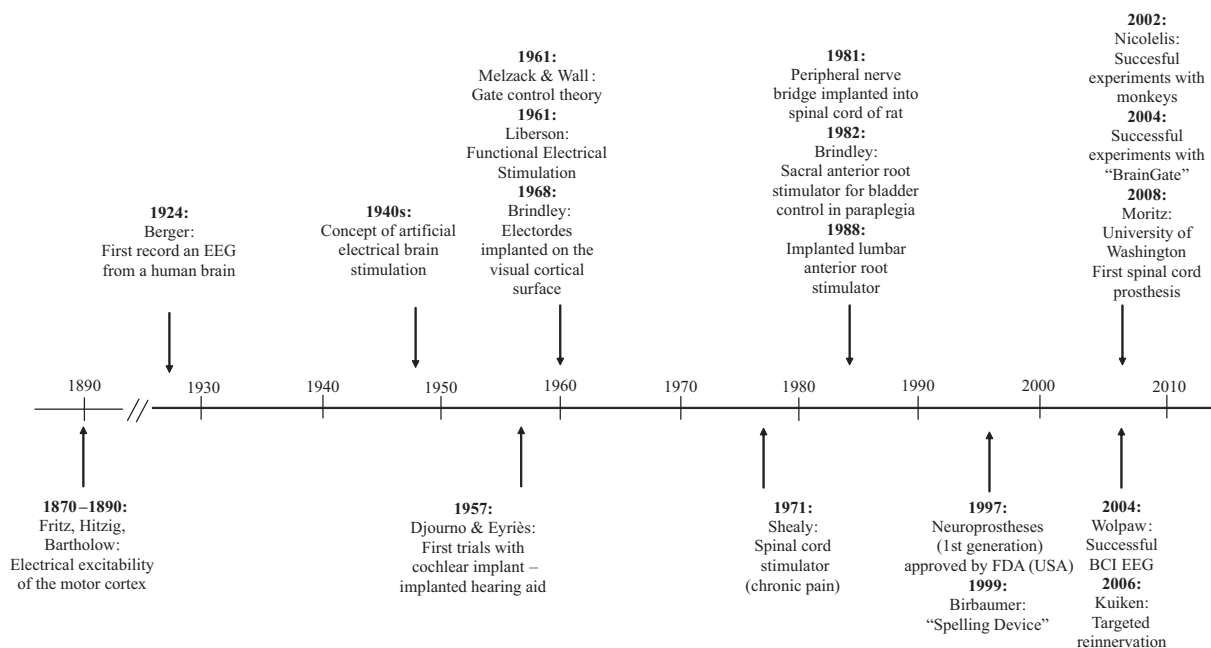 1924:
Berger:
First record an EEG
from a human brain
1940s:
Concept of artificial
electrical brain
stimulation
1961:
Melzack & Wall:
Gate control theory
1961:
Liberson:
Functional Electrical
Stimulation
1968:
Brindley:
Electordes
implanted on the
visual cortical
surface
1981:
Peripheral nerve
bridge implanted into
spinal cord of rat
1982:
Brindley:
Sacral anterior root
stimulator for bladder
control in paraplegia
1988:
Implanted lumbar
anterior root
stimulator
2002:
Nicolelis:
Succesful
experiments with
monkeys
2004:
Successful
experiments with
“BrainGate”
2008:
Moritz:
University of
Washington
First spinal cord
prosthesis
1890 1930 1940 1950 1960 1970 1980 1990 2000 2010
1870–1890:
Fritz, Hitzig,
Bartholow:
Electrical excitability
of the motor cortex
1957:
Djourno & Eyriès:
First trials with
cochlear implant –
implanted hearing aid
1971:
Shealy:
Spinal cord
stimulator
(chronic pain)
1997:
Neuroprostheses
(1st generation)
approved by FDA (USA)
1999:
Birbaumer:
“Spelling Device”
2004:
Wolpaw:
Successful
BCI EEG
2006:
Kuiken:
Targeted
reinnervation